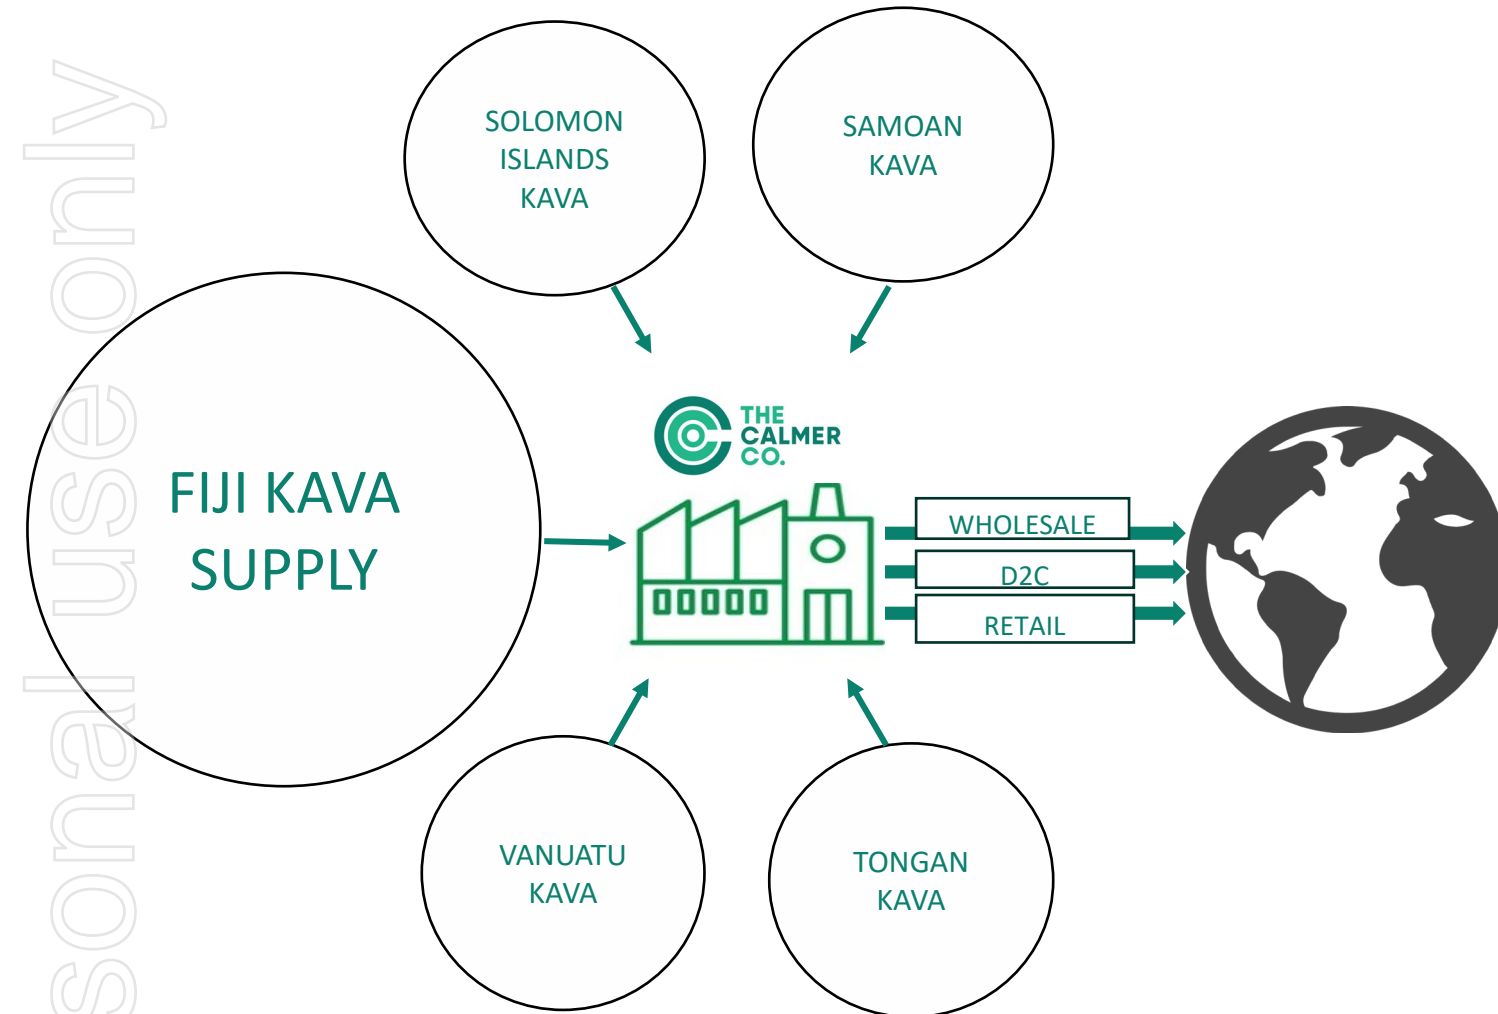 SOLOMON
ISLANDS
KAVA
SAMOAN
KAVA
THE
CALMER
CO.
FIJI KAVA
SUPPLY
WHOLESALE
D2C
RETAIL
VANUATU
KAVA
TONGAN
KAVA
sonal use only